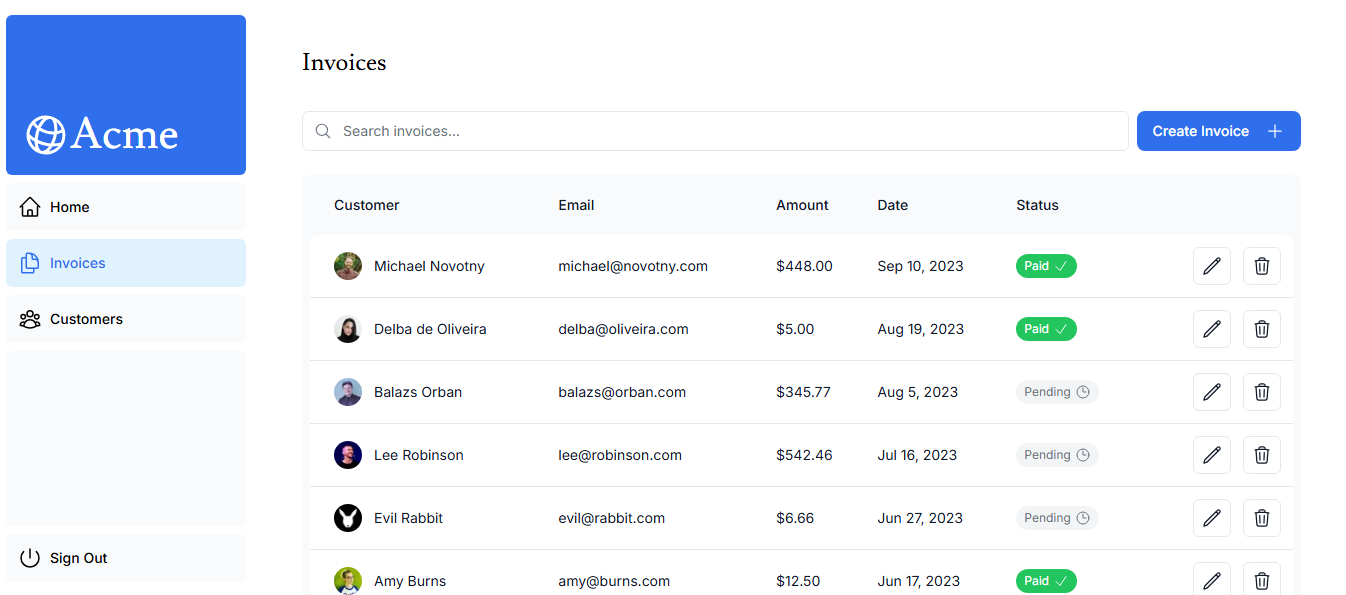 Acme
Home
Invoices
Customers
Sign Out
Invoices
Search invoices...
Create Invoice +
Customer Email Amount Date Status
Michael Novotny michael@novotny.com $448.00 Sep 10, 2023 Paid
Delba de Oliveira delba@oliveira.com $5.00 Aug 19, 2023 Paid
Balazs Orban balazs@orban.com $345.77 Aug 5, 2023 Pending
Lee Robinson lee@robinson.com $542.46 Jul 16, 2023 Pending
Evil Rabbit evil@rabbit.com $6.66 Jun 27, 2023 Pending
Amy Burns amy@burns.com $12.50 Jun 17, 2023 Paid